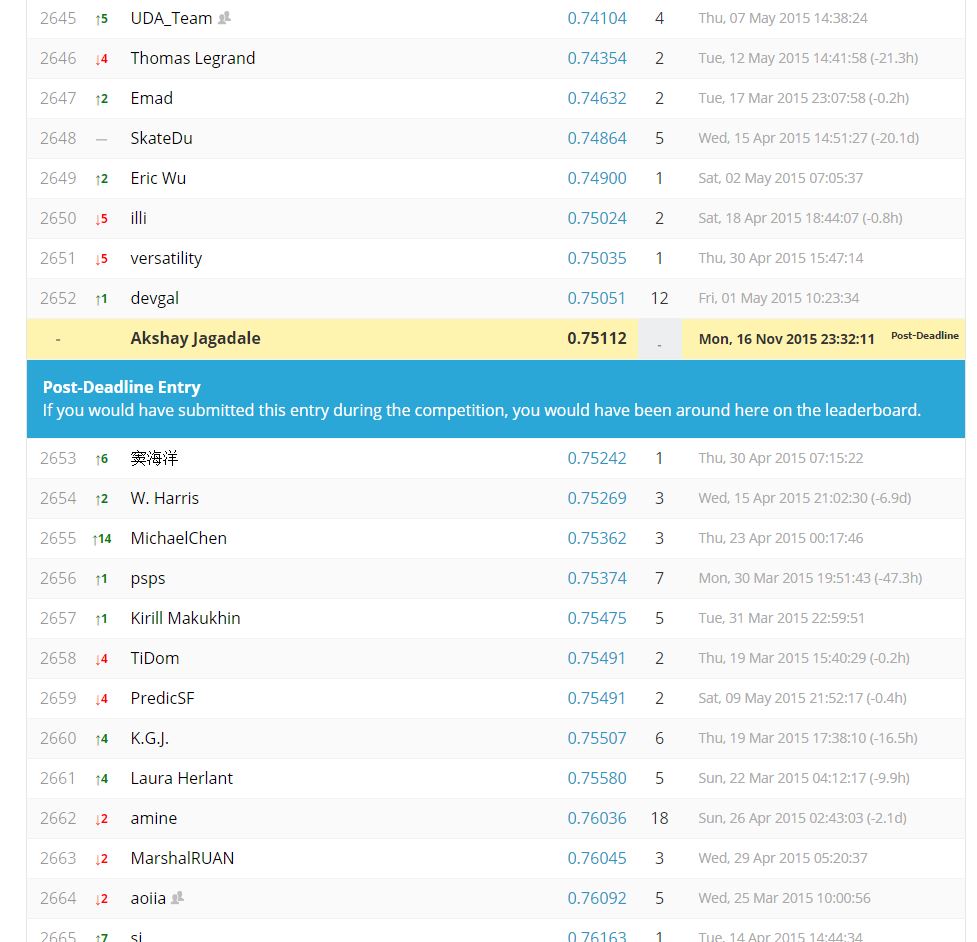 2645 ↑5 UDA_Team 0.74104 4 Thu, 07 May 2015 14:38:24
2646 ↓4 Thomas Legrand 0.74354 2 Tue, 12 May 2015 14:41:58 (-21.3h)
2647 ↑2 Emad 0.74632 2 Tue, 17 Mar 2015 23:07:58 (-0.2h)
2648 — SkateDu 0.74864 5 Wed, 15 Apr 2015 14:51:27 (-20.1d)
2649 ↑2 Eric Wu 0.74900 1 Sat, 02 May 2015 07:05:37
2650 ↓5 illi 0.75024 2 Sat, 18 Apr 2015 18:44:07 (-0.8h)
2651 ↓5 versatility 0.75035 1 Thu, 30 Apr 2015 15:47:14
2652 ↑1 devgal 0.75051 12 Fri, 01 May 2015 10:23:34
- Akshay Jagadale 0.75112 - Mon, 16 Nov 2015 23:32:11 Post-Deadline
Post-Deadline Entry
If you would have submitted this entry during the competition, you would have been around here on the leaderboard.
2653 ↑6 窦海洋 0.75242 1 Thu, 30 Apr 2015 07:15:22
2654 ↑2 W. Harris 0.75269 3 Wed, 15 Apr 2015 21:02:30 (-6.9d)
2655 ↑14 MichaelChen 0.75362 3 Thu, 23 Apr 2015 00:17:46
2656 ↑1 psps 0.75374 7 Mon, 30 Mar 2015 19:51:43 (-47.3h)
2657 ↑1 Kirill Makukhin 0.75475 5 Tue, 31 Mar 2015 22:59:51
2658 ↓4 TiDom 0.75491 2 Thu, 19 Mar 2015 15:40:29 (-0.2h)
2659 ↓4 PredicSF 0.75491 2 Sat, 09 May 2015 21:52:17 (-0.4h)
2660 ↑4 K.G.J. 0.75507 6 Thu, 19 Mar 2015 17:38:10 (-16.5h)
2661 ↑4 Laura Herlant 0.75580 5 Sun, 22 Mar 2015 04:12:17 (-9.9h)
2662 ↓2 amine 0.76036 18 Sun, 26 Apr 2015 02:43:03 (-2.1d)
2663 ↓2 MarshalRUAN 0.76045 3 Wed, 29 Apr 2015 05:20:37
2664 ↓2 aoiia 0.76092 5 Wed, 25 Mar 2015 10:00:56
2665 ↑7 si 0.76163 1 Tue, 14 Apr 2015 14:44:34